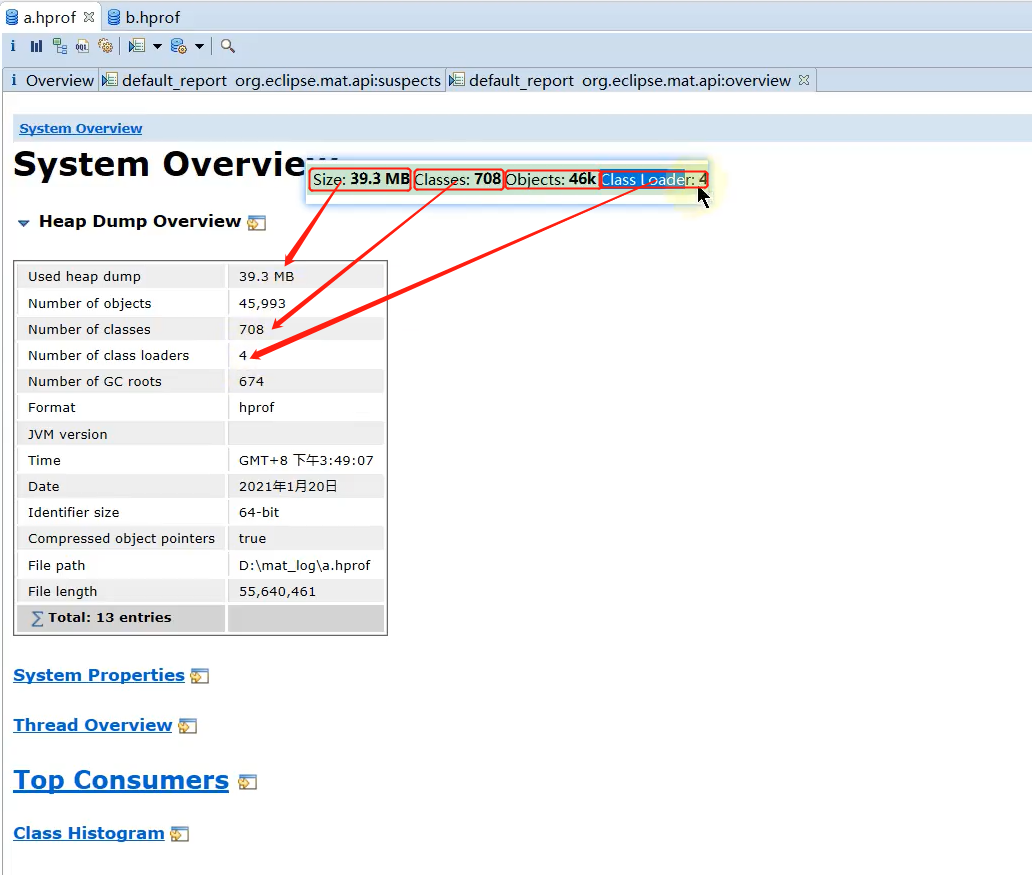 a.hprof b.hprof
i OQL
i Overview default_report org.eclipse.mat.api:suspects default_report org.eclipse.mat.api:overview
System Overview
System Overview
Size: 39.3 MB Classes: 708 Objects: 46k Class Loader: 4
Heap Dump Overview
Used heap dump 39.3 MB
Number of objects 45,993
Number of classes 708
Number of class loaders 4
Number of GC roots 674
Format hprof
JVM version
Time GMT+8 下午3:49:07
Date 2021年1月20日
Identifier size 64-bit
Compressed object pointers true
File path D:\mat_log\a.hprof
File length 55,640,461
∑ Total: 13 entries
System Properties
Thread Overview
Top Consumers
Class Histogram